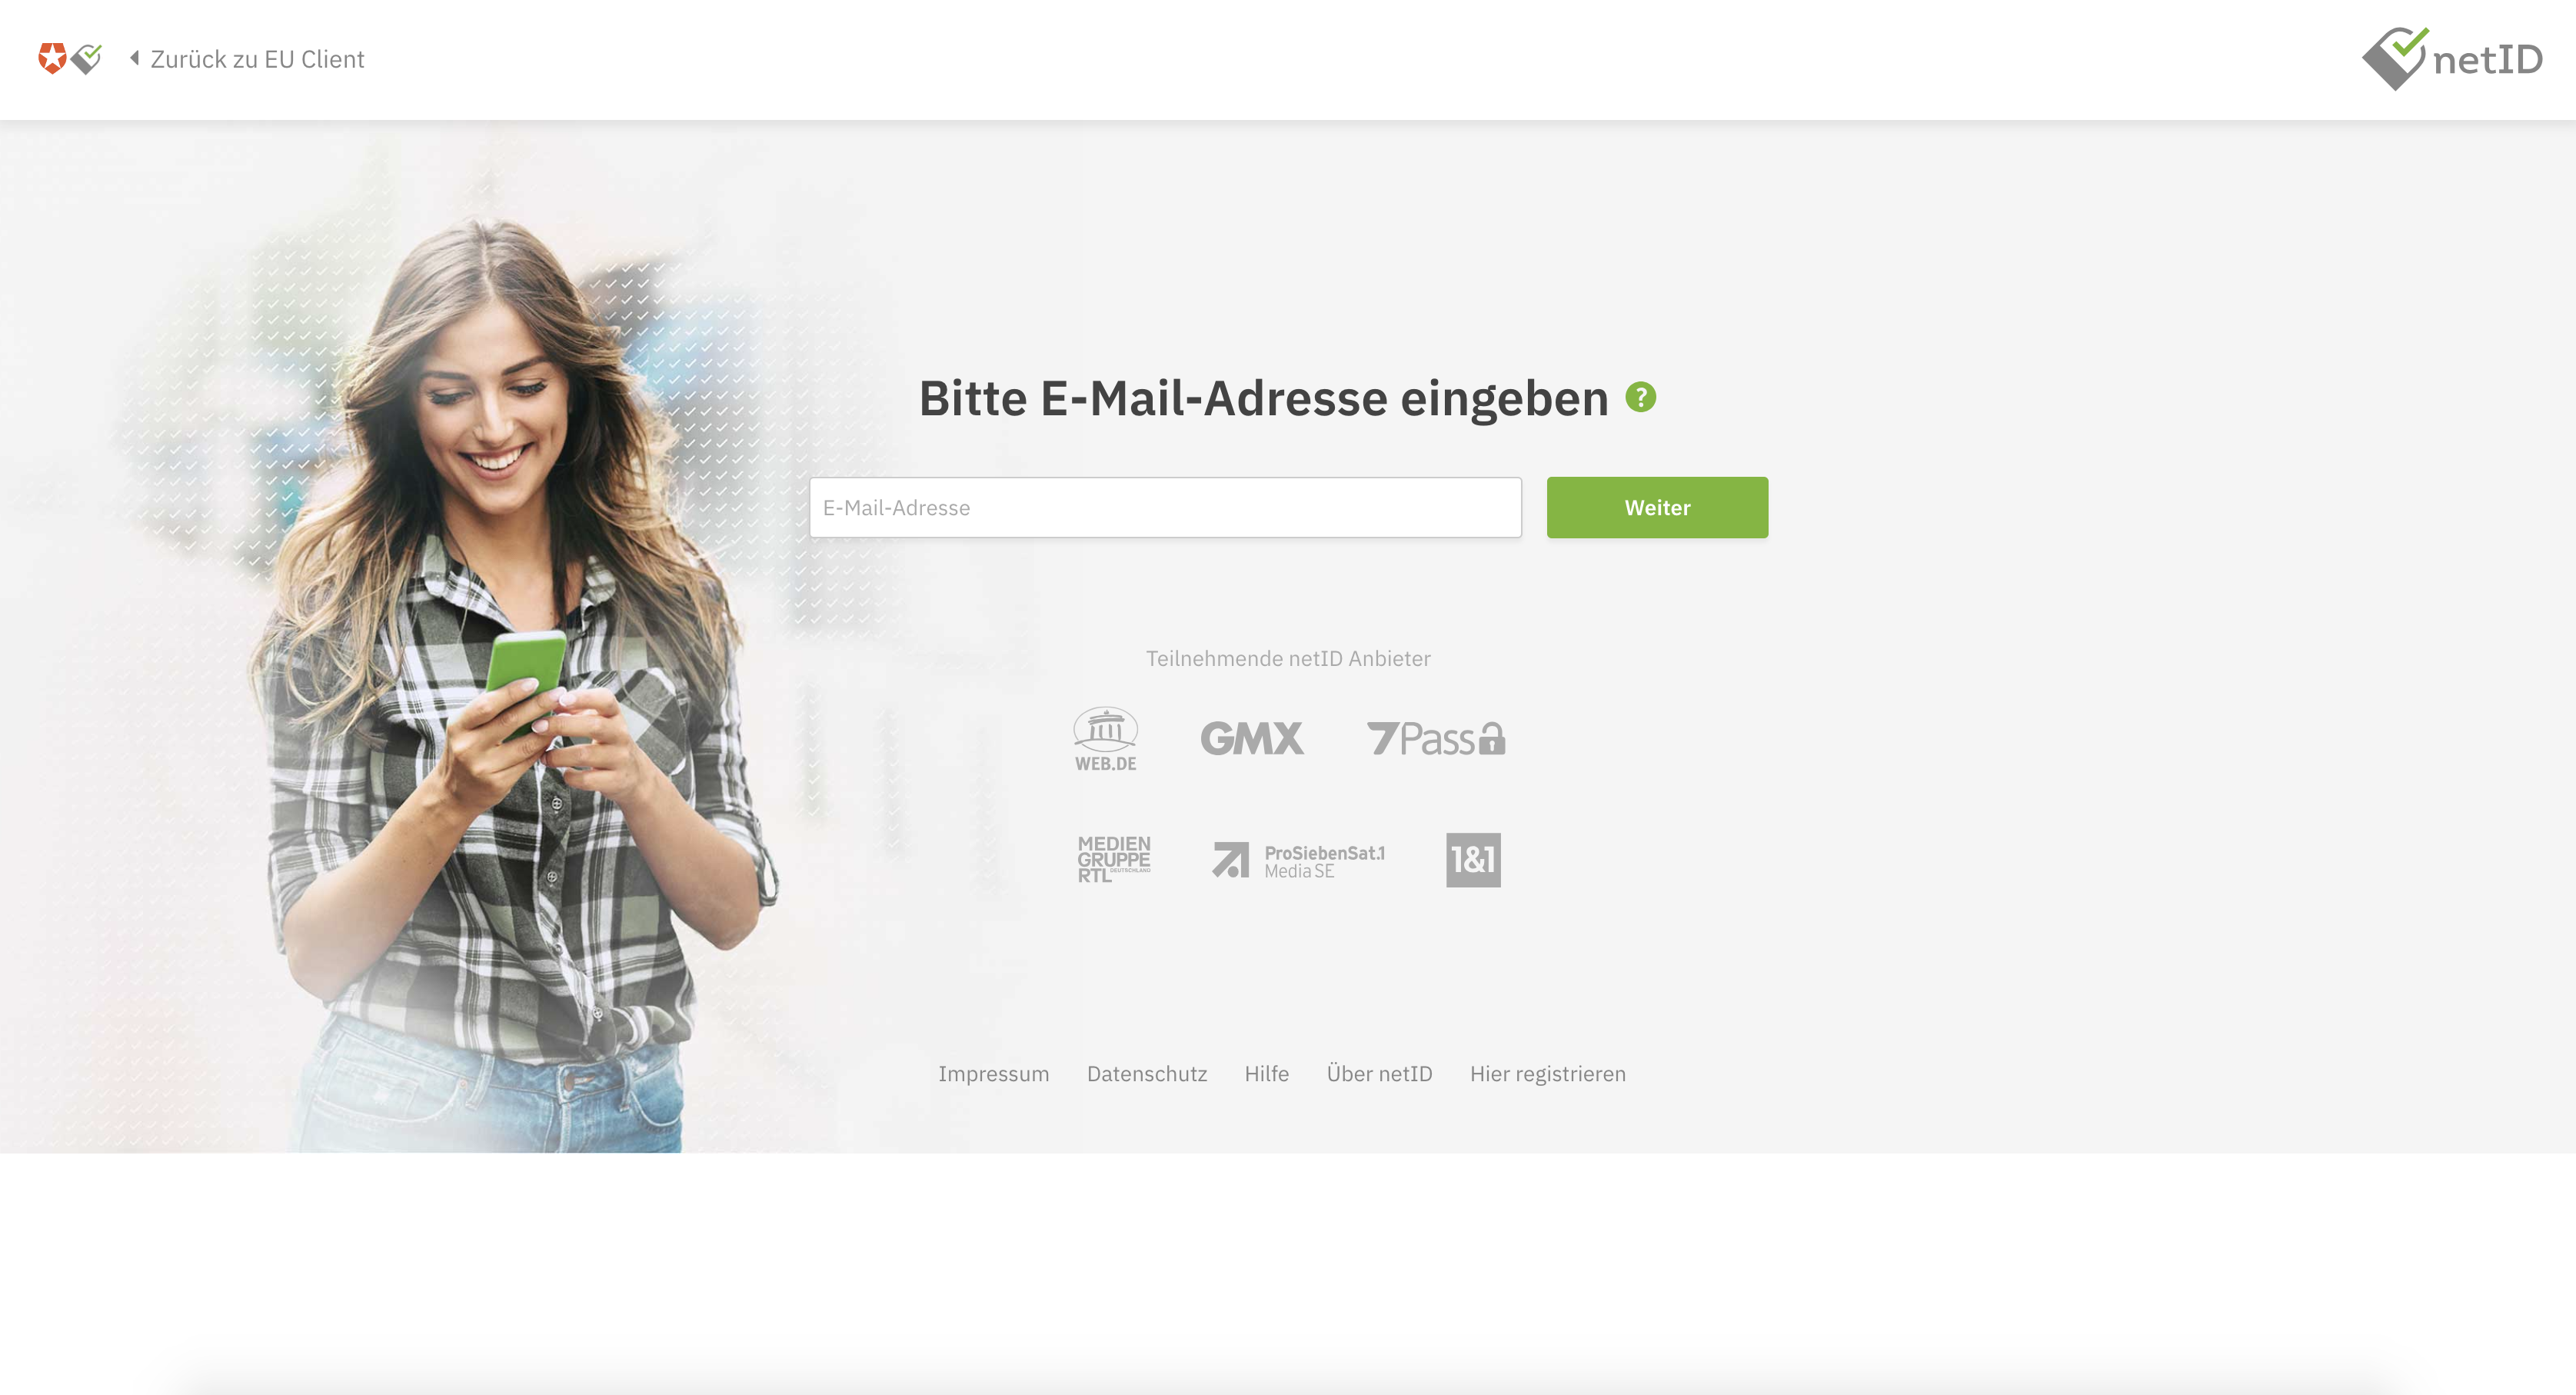 Zurück zu EU Client
netID
Bitte E-Mail-Adresse eingeben ?
E-Mail-Adresse
Weiter
Teilnehmende netID Anbieter
WEB.DE
GMX
7Pass
MEDIEN
GRUPPE
RTL DEUTSCHLAND
ProSiebenSat.1
Media SE
1&1
Impressum Datenschutz Hilfe Über netID Hier registrieren